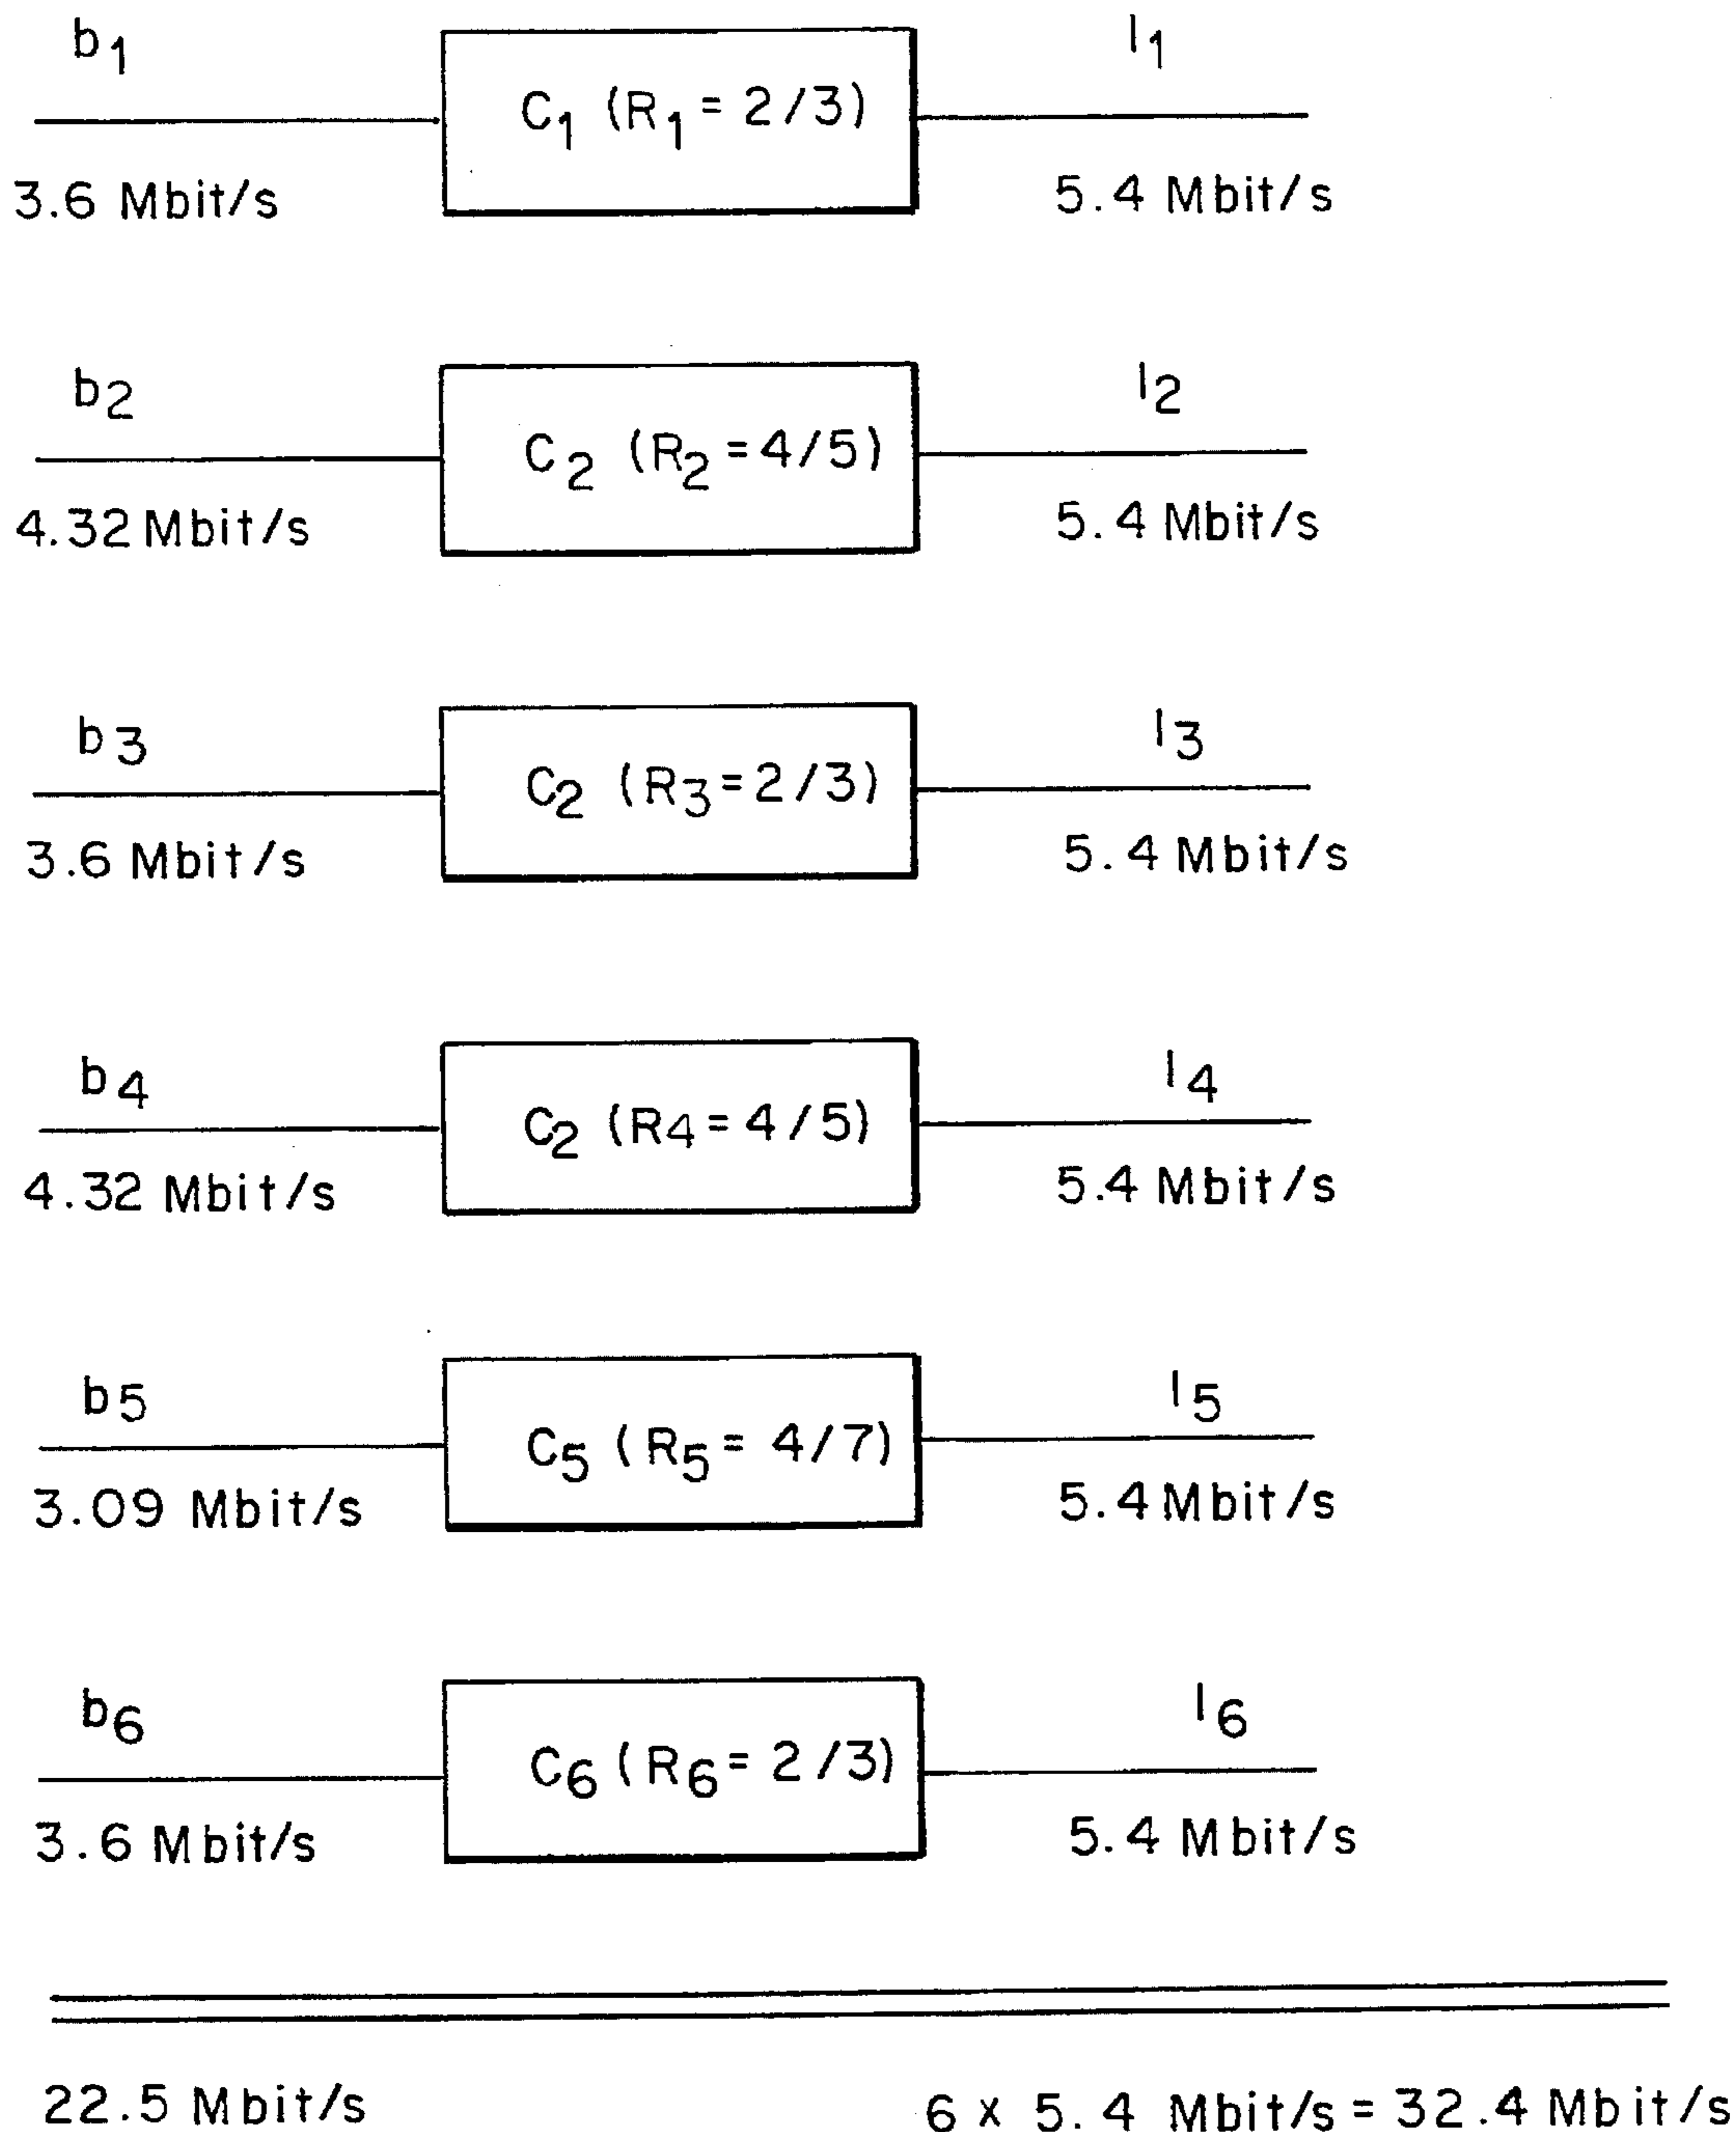 b1 C1 (R1 = 2/3) l1
3.6 Mbit/s 5.4 Mbit/s
b2 C2 (R2 = 4/5) l2
4.32 Mbit/s 5.4 Mbit/s
b3 C2 (R3 = 2/3) l3
3.6 Mbit/s 5.4 Mbit/s
b4 C2 (R4 = 4/5) l4
4.32 Mbit/s 5.4 Mbit/s
b5 C5 (R5 = 4/7) l5
3.09 Mbit/s 5.4 Mbit/s
b6 C6 (R6 = 2/3) l6
3.6 Mbit/s 5.4 Mbit/s
22.5 Mbit/s 6 x 5.4 Mbit/s = 32.4 Mbit/s